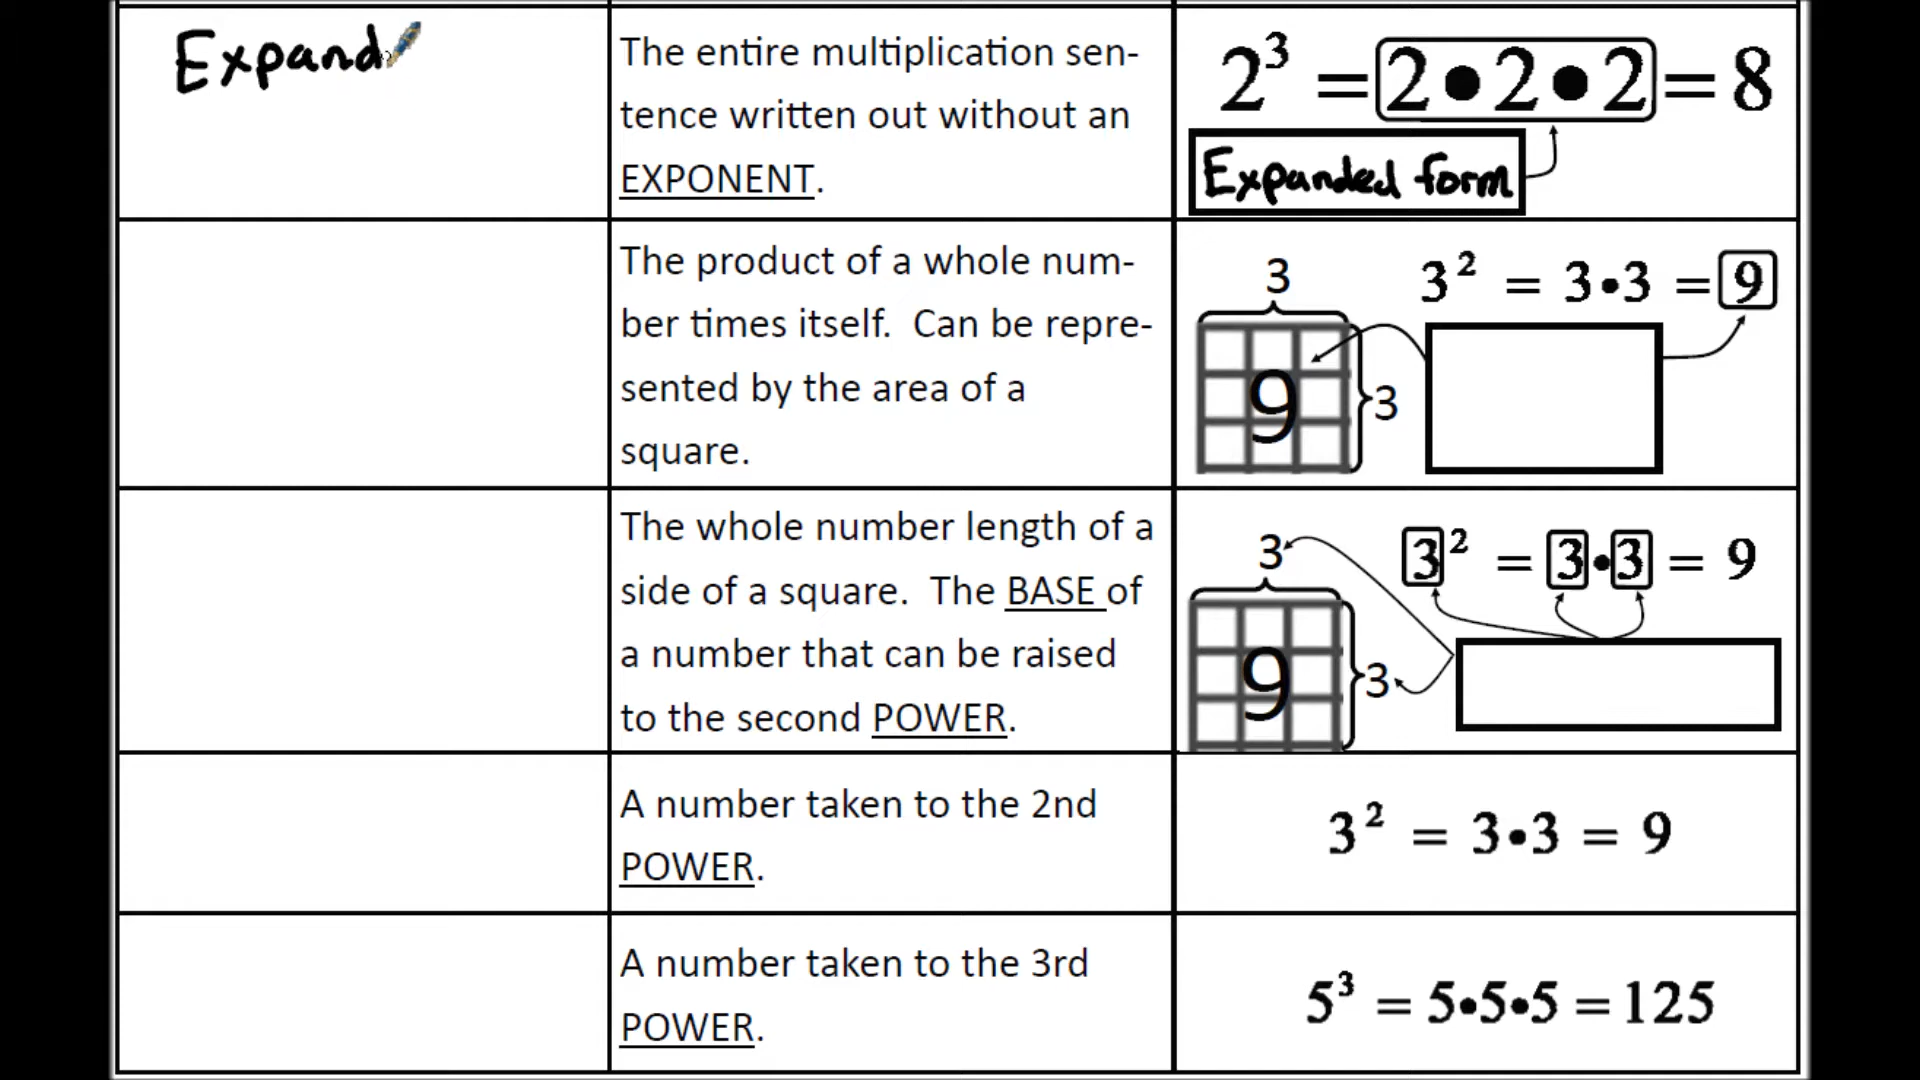 Expand
The entire multiplication sen-
tence written out without an
EXPONENT.
2³ = 2•2•2 = 8
Expanded form
The product of a whole num-
ber times itself.  Can be repre-
sented by the area of a
square.
3
9
3
3² = 3•3 = 9
The whole number length of a
side of a square.  The BASE of
a number that can be raised
to the second POWER.
3
9
3
3² = 3•3 = 9
A number taken to the 2nd
POWER.
3² = 3•3 = 9
A number taken to the 3rd
POWER.
5³ = 5•5•5 = 125